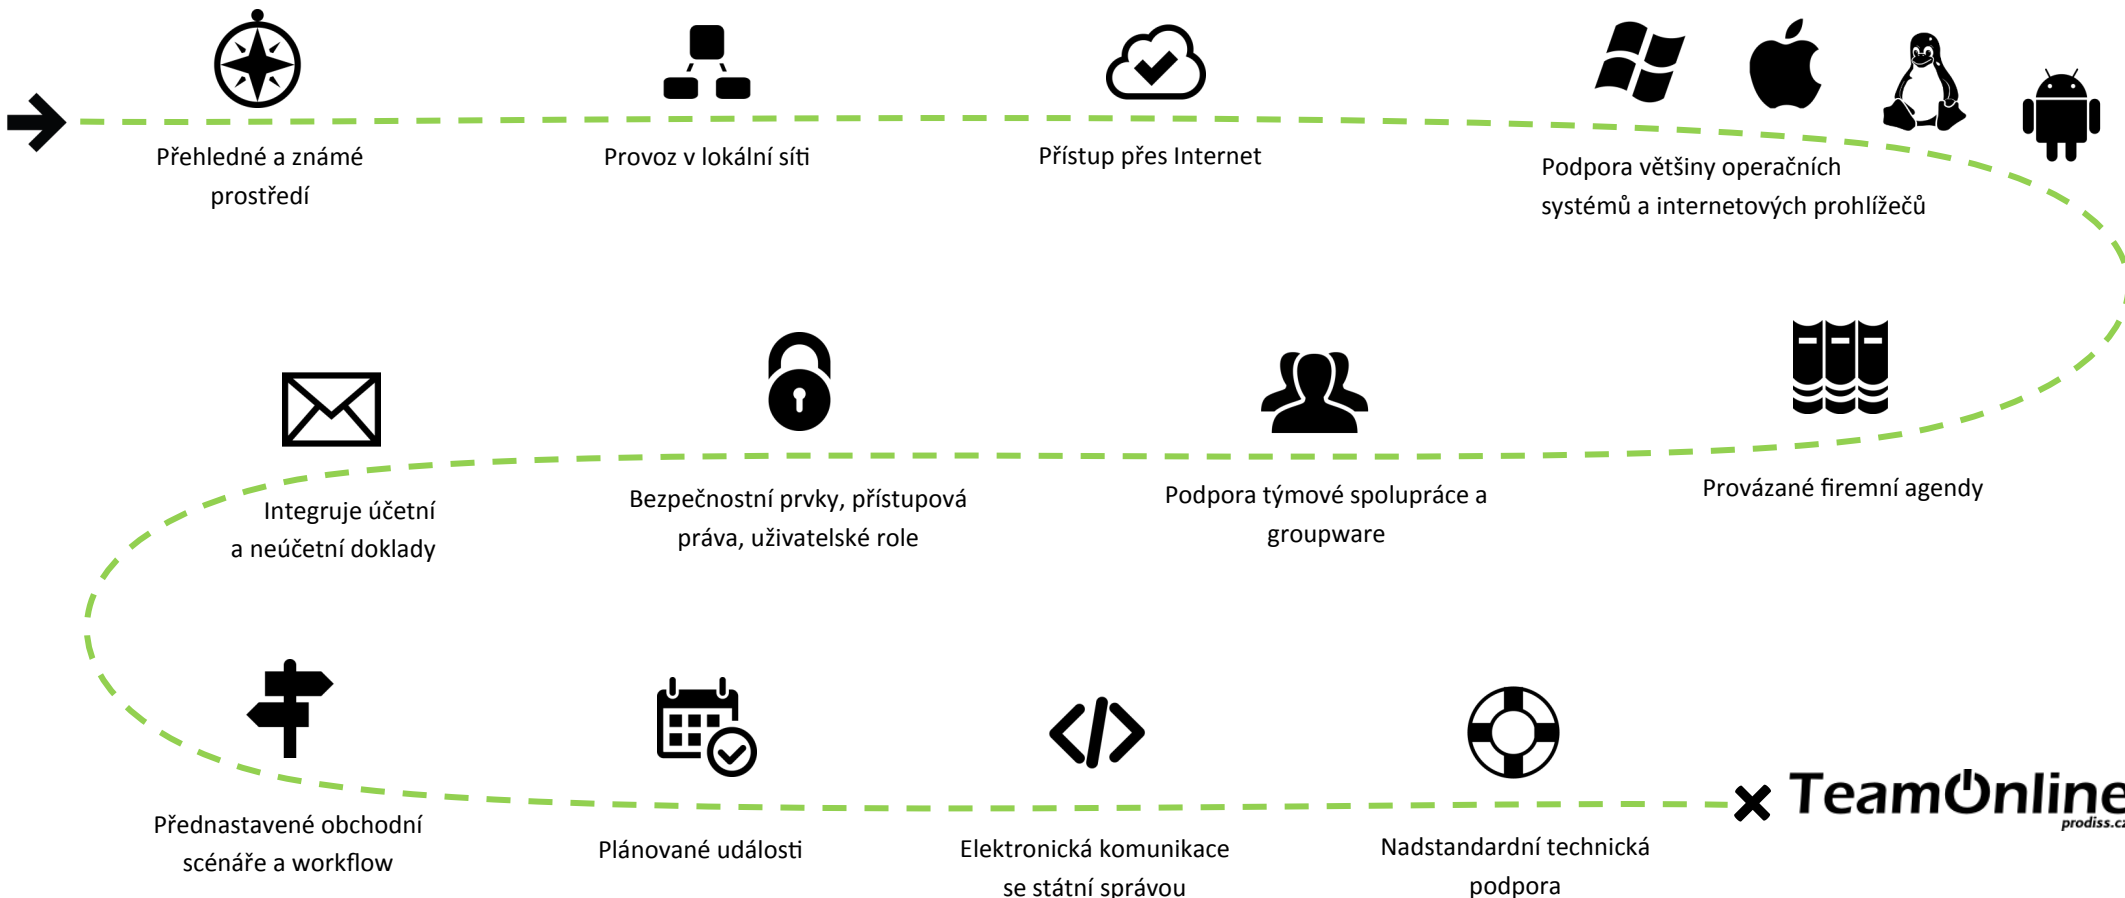 Přehledné a známé
prostředí
Provoz v lokální síti
Přístup přes Internet
Podpora většiny operačních
systémů a internetových prohlížečů
Integruje účetní
a neúčetní doklady
Bezpečnostní prvky, přístupová
práva, uživatelské role
Podpora týmové spolupráce a
groupware
Provázané firemní agendy
Přednastavené obchodní
scénáře a workflow
Plánované události
Elektronická komunikace
se státní správou
Nadstandardní technická
podpora
TeamOnline
prodiss.cz